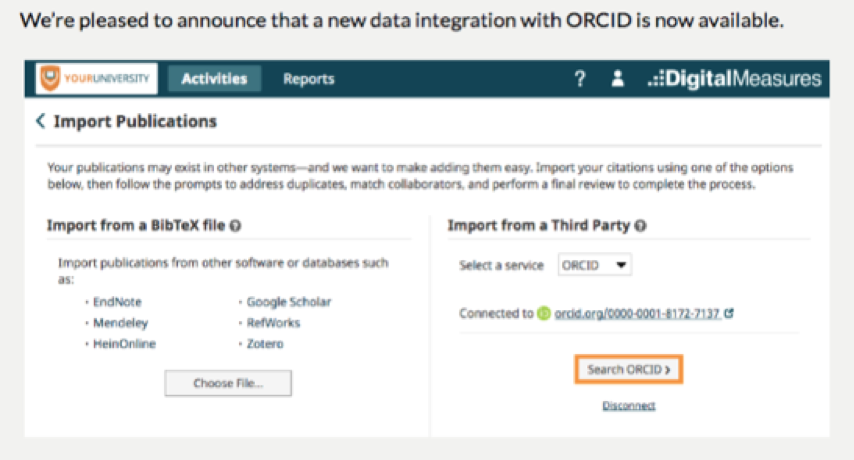 We're pleased to announce that a new data integration with ORCID is now available.
YOURUNIVERSITY Activities Reports ? .::DigitalMeasures
Import Publications
Your publications may exist in other systems—and we want to make adding them easy. Import your citations using one of the options
below, then follow the prompts to address duplicates, match collaborators, and perform a final review to complete the process.
Import from a BibTeX file
Import publications from other software or databases such
as:
• EndNote
• Mendeley
• HeinOnline
• Google Scholar
• RefWorks
• Zotero
Choose File...
Import from a Third Party
Select a service ORCID
Connected to iD orcid.org/0000-0001-8172-7137
Search ORCID >
Disconnect